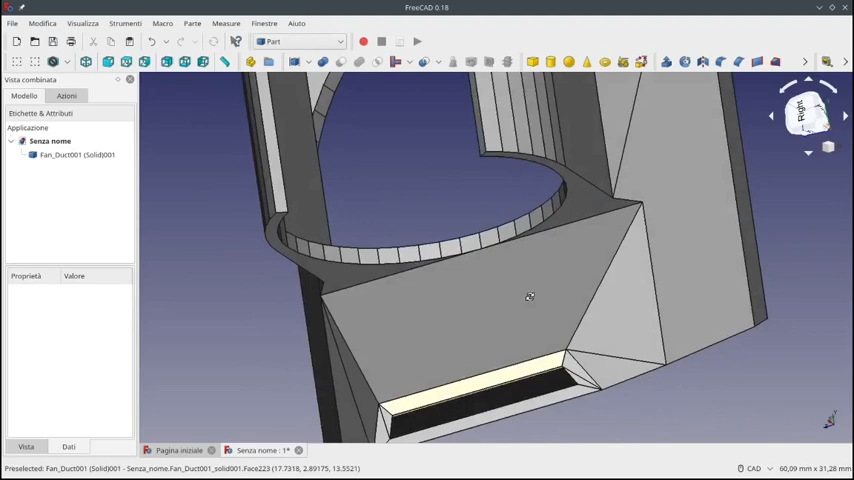 FreeCAD 0.18
File Modifica Visualizza Strumenti Macro Parte Measure Finestre Aiuto
Part
Vista combinata
Modello Azioni
Etichette & Attributi
Applicazione
Senza nome
Fan_Duct001 (Solid)001
Proprietà Valore
Vista Dati
Right
Pagina iniziale Senza nome : 1*
Preselected: Fan_Duct001 (Solid)001 - Senza_nome.Fan_Duct001_solid001.Face223 (17.7318, 2.89175, 13.5521) CAD 60,09 mm x 31,28 mm